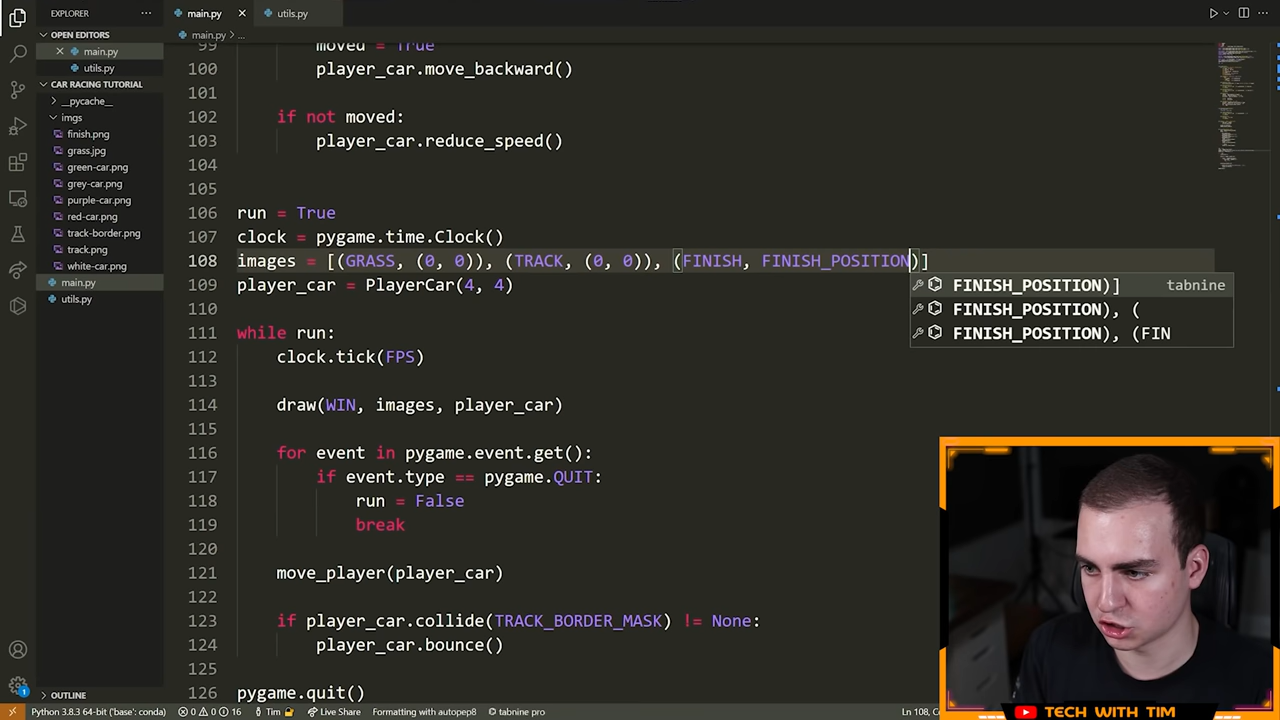 EXPLORER
OPEN EDITORS
main.py
utils.py
CAR RACING TUTORIAL
__pycache__
imgs
finish.png
grass.jpg
green-car.png
grey-car.png
purple-car.png
red-car.png
track-border.png
track.png
white-car.png
main.py
utils.py
OUTLINE
main.py
utils.py
main.py > ...
99 moved = True
100 player_car.move_backward()
101
102 if not moved:
103 player_car.reduce_speed()
104
105
106 run = True
107 clock = pygame.time.Clock()
108 images = [(GRASS, (0, 0)), (TRACK, (0, 0)), (FINISH, FINISH_POSITION)]
109 player_car = PlayerCar(4, 4)
FINISH_POSITION)] tabnine
FINISH_POSITION), (
FINISH_POSITION), (FIN
110
111 while run:
112 clock.tick(FPS)
113
114 draw(WIN, images, player_car)
115
116 for event in pygame.event.get():
117 if event.type == pygame.QUIT:
118 run = False
119 break
120
121 move_player(player_car)
122
123 if player_car.collide(TRACK_BORDER_MASK) != None:
124 player_car.bounce()
125
126 pygame.quit()
TECH WITH TIM
1
Python 3.8.3 64-bit ('base': conda) 0 0 16 Tim Live Share Formatting with autopep8 tabnine pro Ln 108, C